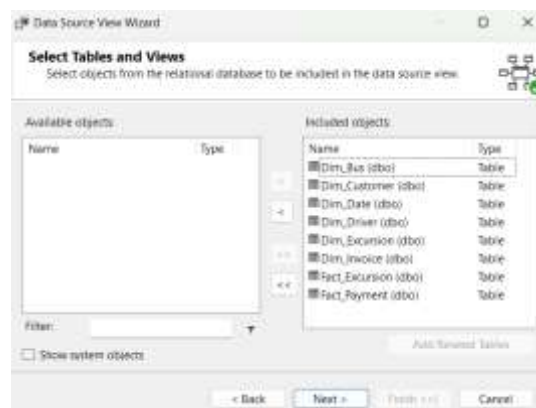 Data Source View Wizard
Select Tables and Views
Select objects from the relational database to be included in the data source view.
Available objects:
Name Type
Included objects:
Name Type
Dim_Bus (dbo) Table
Dim_Customer (dbo) Table
Dim_Date (dbo) Table
Dim_Driver (dbo) Table
Dim_Excursion (dbo) Table
Dim_Invoice (dbo) Table
Fact_Excursion (dbo) Table
Fact_Payment (dbo) Table
>
<
>>
<<
Filter:
Add Related Tables
Show system objects
< Back
Next >
Finish >>|
Cancel